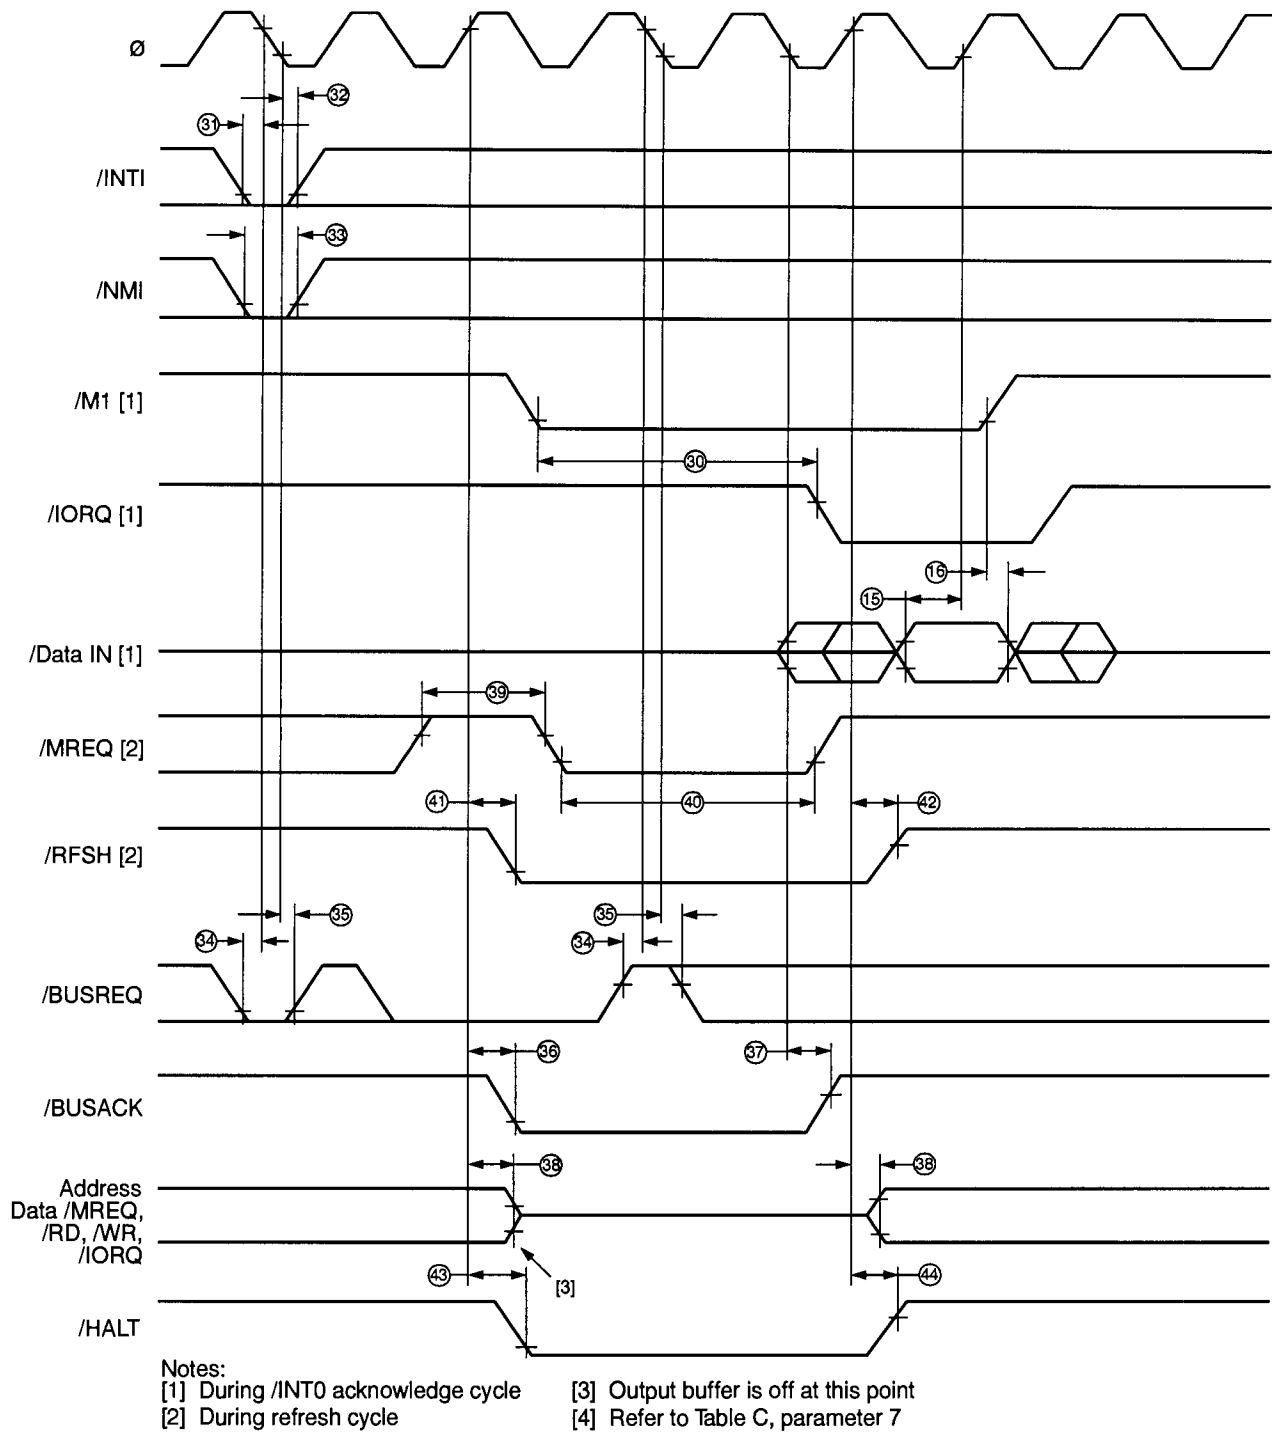 Ø
32
31
/INTI
33
/NMI
/M1 [1]
30
/IORQ [1]
16
15
/Data IN [1]
39
/MREQ [2]
41
40
42
/RFSH [2]
35
35
34
34
/BUSREQ
36
37
/BUSACK
38
38
Address
Data /MREQ,
/RD, /WR,
/IORQ
[3]
43
44
/HALT
Notes:
[1] During /INT0 acknowledge cycle
[2] During refresh cycle
[3] Output buffer is off at this point
[4] Refer to Table C, parameter 7